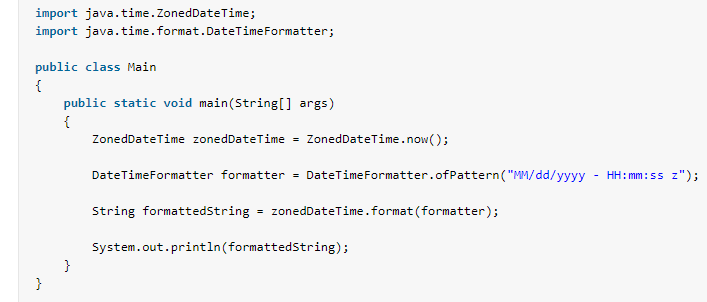 import java.time.ZonedDateTime;
import java.time.format.DateTimeFormatter;

public class Main
{
    public static void main(String[] args)
    {
        ZonedDateTime zonedDateTime = ZonedDateTime.now();

        DateTimeFormatter formatter = DateTimeFormatter.ofPattern("MM/dd/yyyy - HH:mm:ss z");

        String formattedString = zonedDateTime.format(formatter);

        System.out.println(formattedString);
    }
}